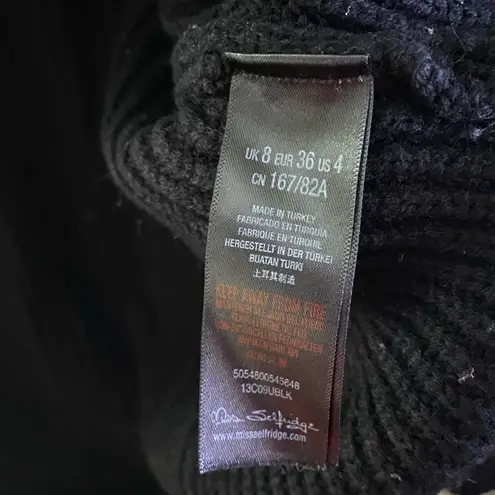 UK 8 EUR 36 US 4
CN 167/82A
MADE IN TURKEY
FABRICADO EN TURQUIA
FABRIQUE EN TURQUIE
HERGESTELLT IN DER TURKEI
BUATAN TURKI
土耳其制造
KEEP AWAY FROM FIRE
5054800545648
13C09UBLK
Miss Selfridge
www.missselfridge.com